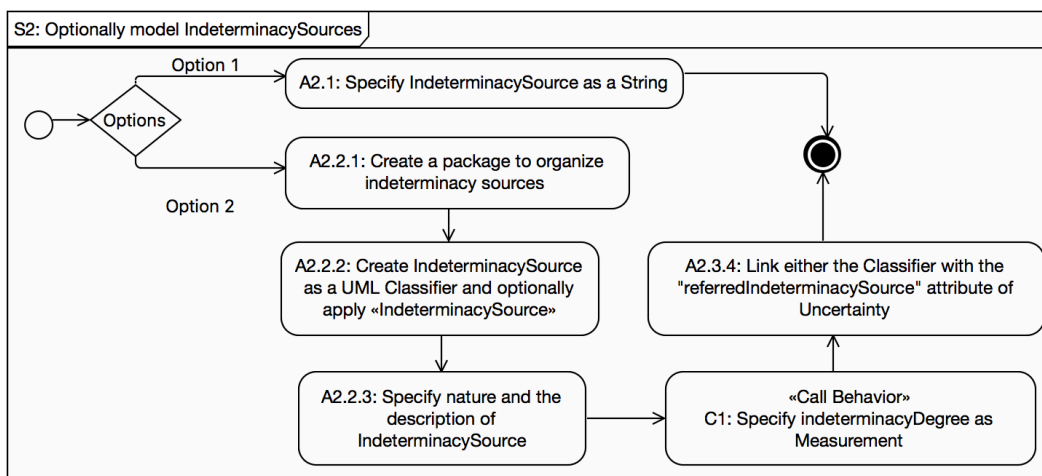 S2: Optionally model IndeterminacySources
Option 1
A2.1: Specify IndeterminacySource as a String
Options
A2.2.1: Create a package to organize
indeterminacy sources
Option 2
A2.2.2: Create IndeterminacySource
as a UML Classifier and optionally
apply «IndeterminacySource»
A2.3.4: Link either the Classifier with the
"referredIndeterminacySource" attribute of
Uncertainty
A2.2.3: Specify nature and the
description of
IndeterminacySource
«Call Behavior»
C1: Specify indeterminacyDegree as
Measurement